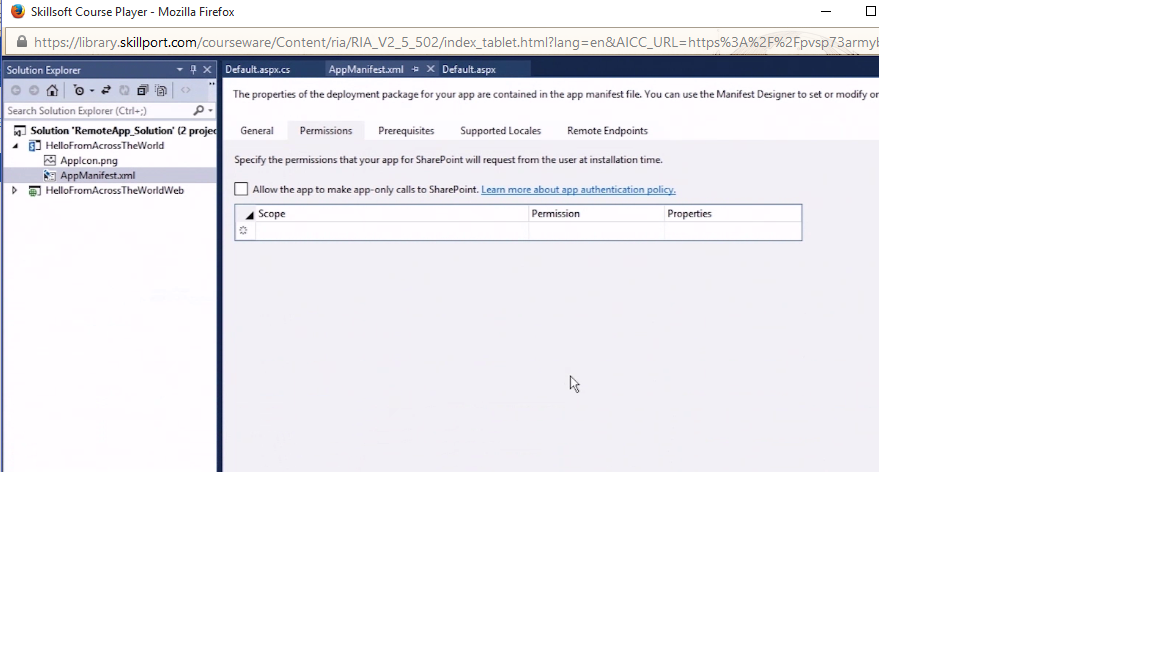 Skillsoft Course Player - Mozilla Firefox
https://library.skillport.com/courseware/Content/ria/RIA_V2_5_502/index_tablet.html?lang=en&AICC_URL=https%3A%2F%2Fpvsp73armyb
Solution Explorer
Default.aspx.cs AppManifest.xml Default.aspx
The properties of the deployment package for your app are contained in the app manifest file. You can use the Manifest Designer to set or modify or
Search Solution Explorer (Ctrl+;)
General Permissions Prerequisites Supported Locales Remote Endpoints
Solution 'RemoteApp_Solution' (2 projec
HelloFromAcrossTheWorld
AppIcon.png
AppManifest.xml
HelloFromAcrossTheWorldWeb
Specify the permissions that your app for SharePoint will request from the user at installation time.
Allow the app to make app-only calls to SharePoint. Learn more about app authentication policy.
Scope Permission Properties